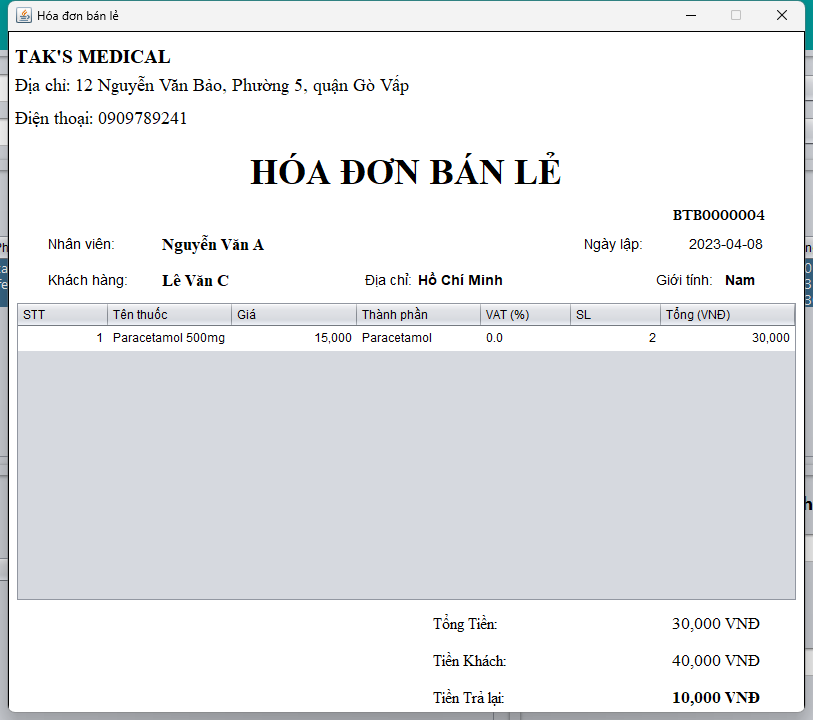 Hóa đơn bán lẻ
TAK'S MEDICAL
Địa chỉ: 12 Nguyễn Văn Bảo, Phường 5, quận Gò Vấp
Điện thoại: 0909789241
HÓA ĐƠN BÁN LẺ
BTB0000004
Nhân viên: Nguyễn Văn A Ngày lập: 2023-04-08
Khách hàng: Lê Văn C Địa chỉ: Hồ Chí Minh Giới tính: Nam
STT Tên thuốc Giá Thành phần VAT (%) SL Tổng (VNĐ)
1 Paracetamol 500mg 15,000 Paracetamol 0.0 2 30,000
Tổng Tiền: 30,000 VNĐ
Tiền Khách: 40,000 VNĐ
Tiền Trả lại: 10,000 VNĐ